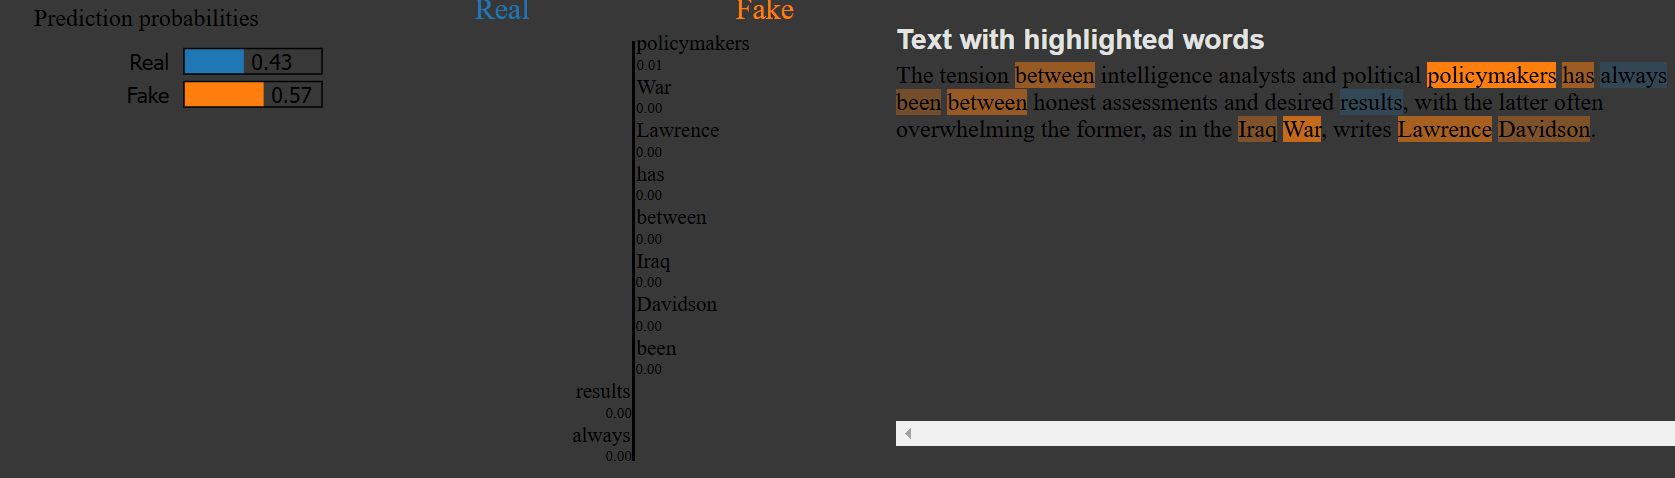 Prediction probabilities
Real 0.43
Fake 0.57
Real Fake
policymakers
0.01
War
0.00
Lawrence
0.00
has
0.00
between
0.00
Iraq
0.00
Davidson
0.00
been
0.00
results
0.00
always
0.00
Text with highlighted words
The tension between intelligence analysts and political policymakers has always
been between honest assessments and desired results, with the latter often
overwhelming the former, as in the Iraq War, writes Lawrence Davidson.